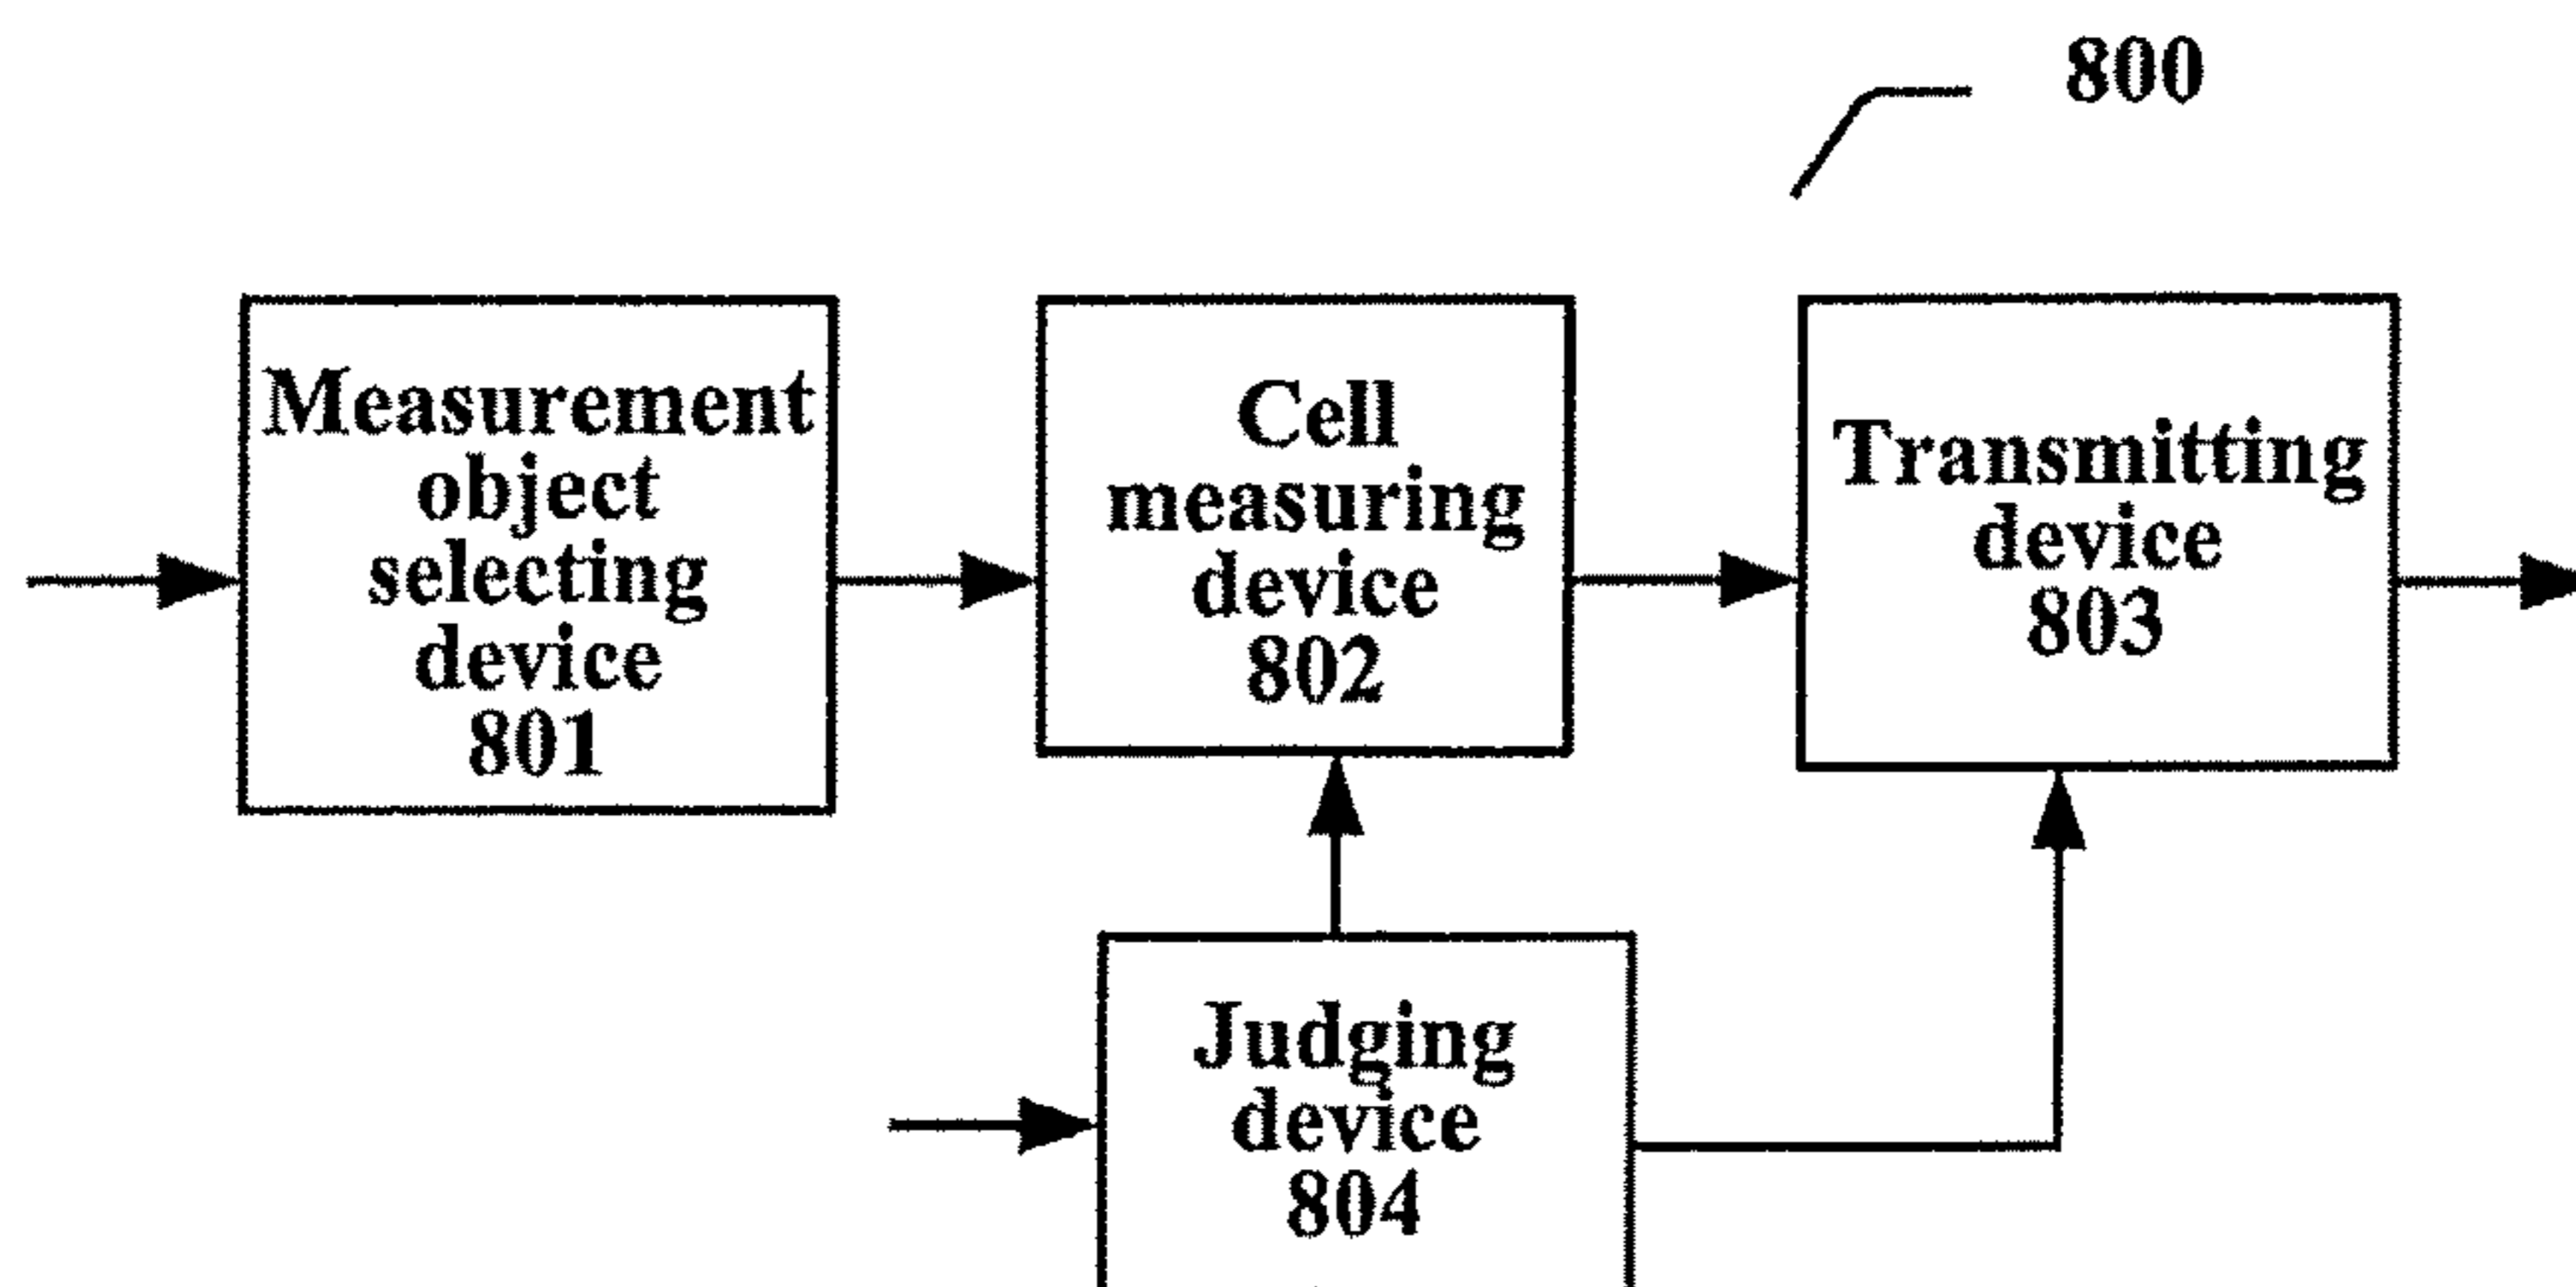 800
Measurement
object
selecting
device
801
Cell
measuring
device
802
Transmitting
device
803
Judging
device
804